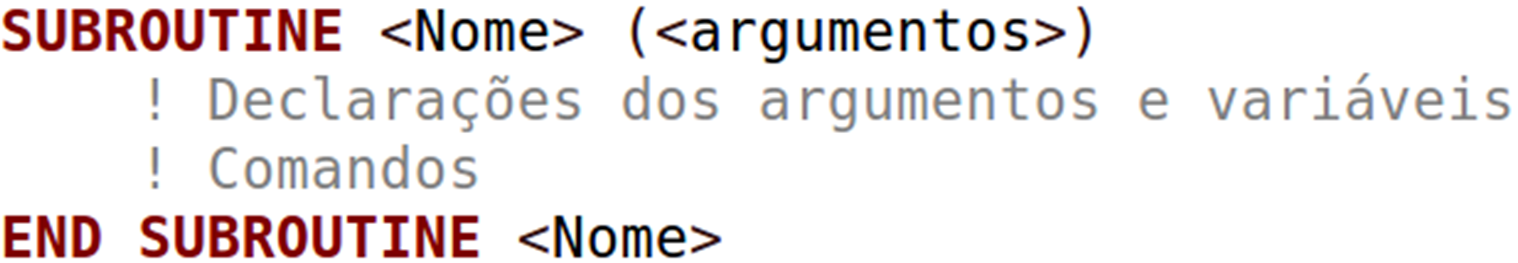 SUBROUTINE <Nome> (<argumentos>)
! Declarações dos argumentos e variáveis
! Comandos
END SUBROUTINE <Nome>